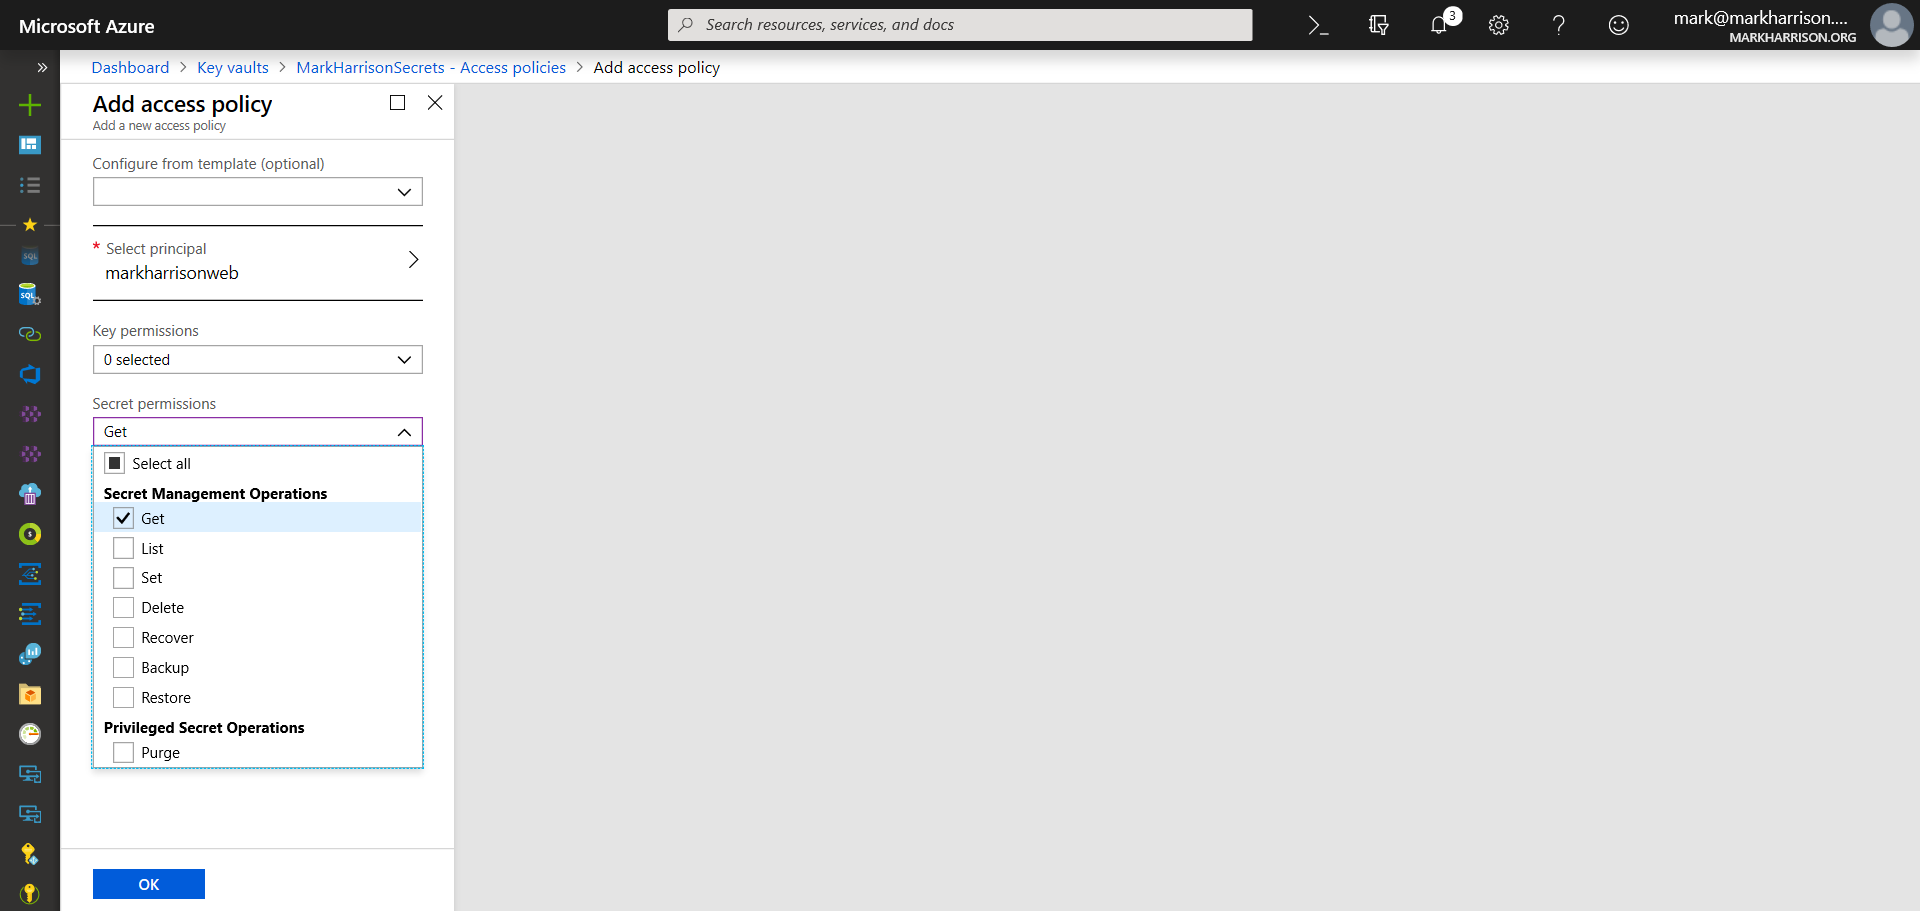 Microsoft Azure
Search resources, services, and docs
3
mark@markharrison....
MARKHARRISON.ORG
Dashboard > Key vaults > MarkHarrisonSecrets - Access policies > Add access policy
Add access policy
Add a new access policy
Configure from template (optional)
* Select principal
markharrisonweb
Key permissions
0 selected
Secret permissions
Get
Select all
Secret Management Operations
Get
List
Set
Delete
Recover
Backup
Restore
Privileged Secret Operations
Purge
OK
SQL
SQL